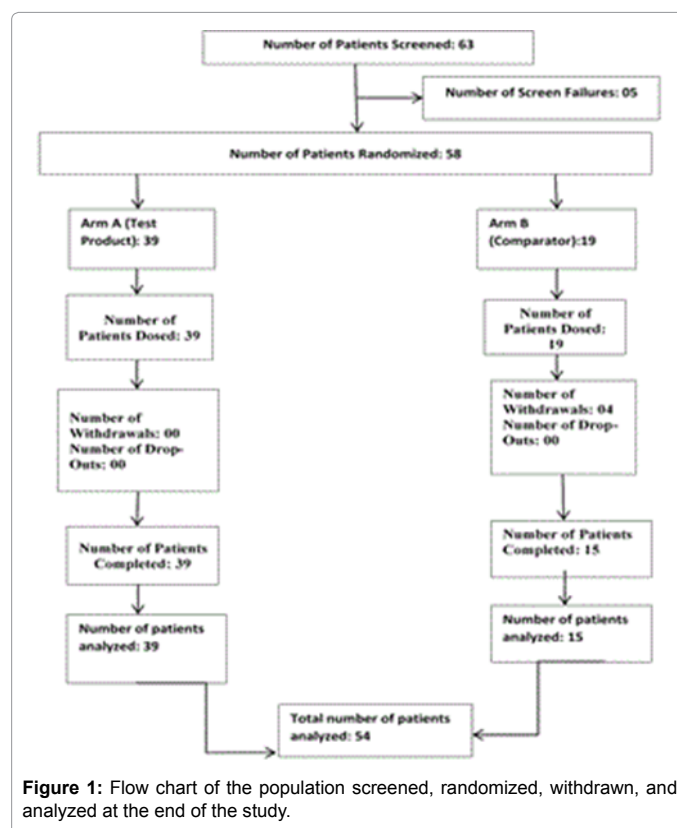 Number of Patients Screened: 63
Number of Screen Failures: 05
Number of Patients Randomized: 58
Arm A (Test
Product): 39
Arm B
(Comparator):19
Number of
Patients Dosed: 39
Number of
Patients Dosed:
19
Number of
Withdrawals: 00
Number of Drop-
Outs: 00
Number of
Withdrawals: 04
Number of Drop-
Outs: 00
Number of Patients
Completed: 39
Number of Patients
Completed: 15
Number of patients
analyzed: 39
Number of patients
analyzed: 15
Total number of patients
analyzed: 54
Figure 1: Flow chart of the population screened, randomized, withdrawn, and
analyzed at the end of the study.